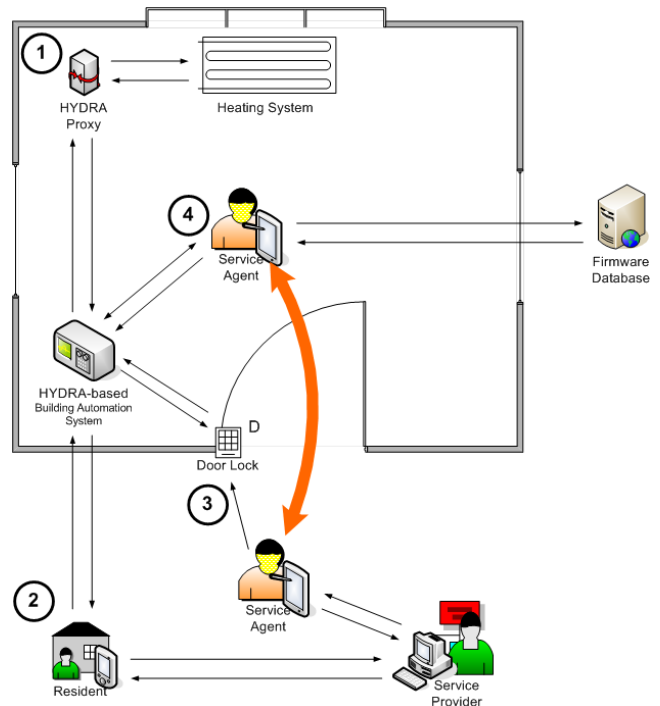 1
HYDRA
Proxy
Heating System
4
Service
Agent
Firmware
Database
HYDRA-based
Building Automation
System
D
Door Lock
3
2
Service
Agent
Resident
Service
Provider